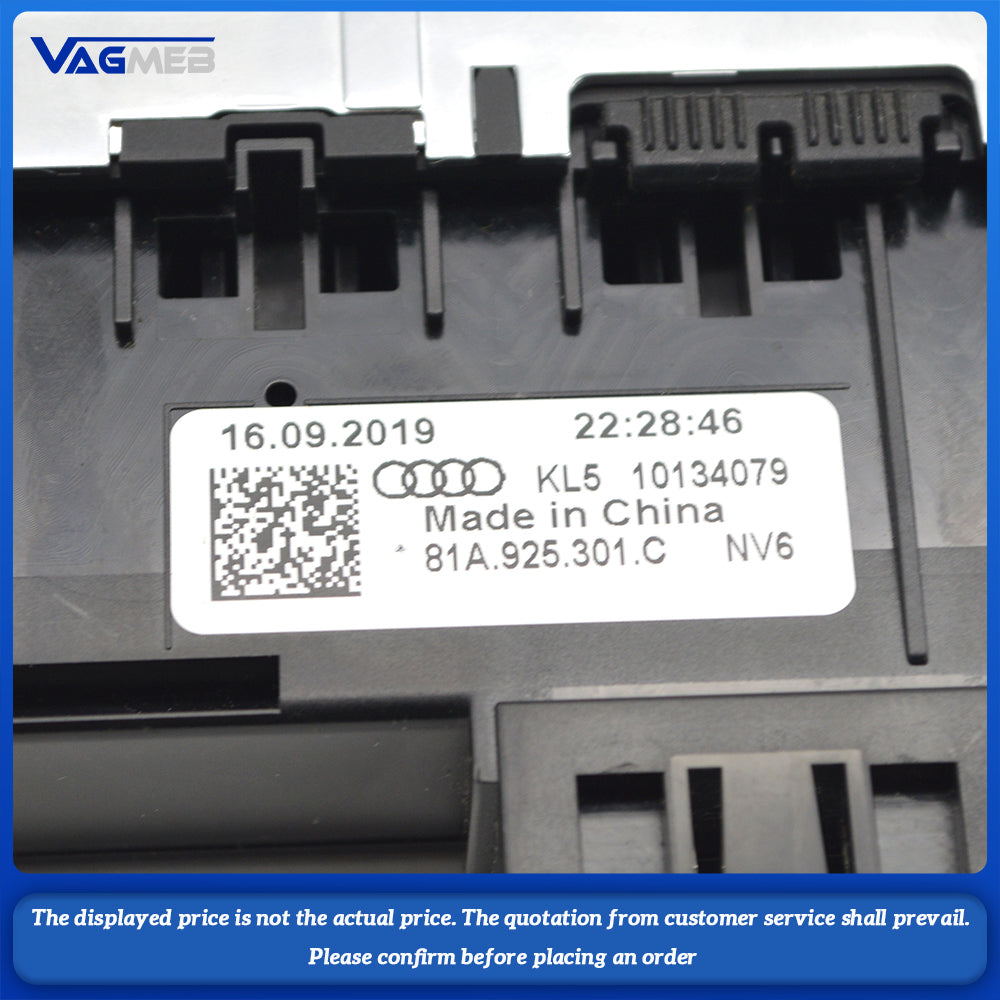 VAGMEB
16.09.2019 22:28:46
KL5 10134079
Made in China
81A.925.301.C NV6
The displayed price is not the actual price. The quotation from customer service shall prevail.
Please confirm before placing an order